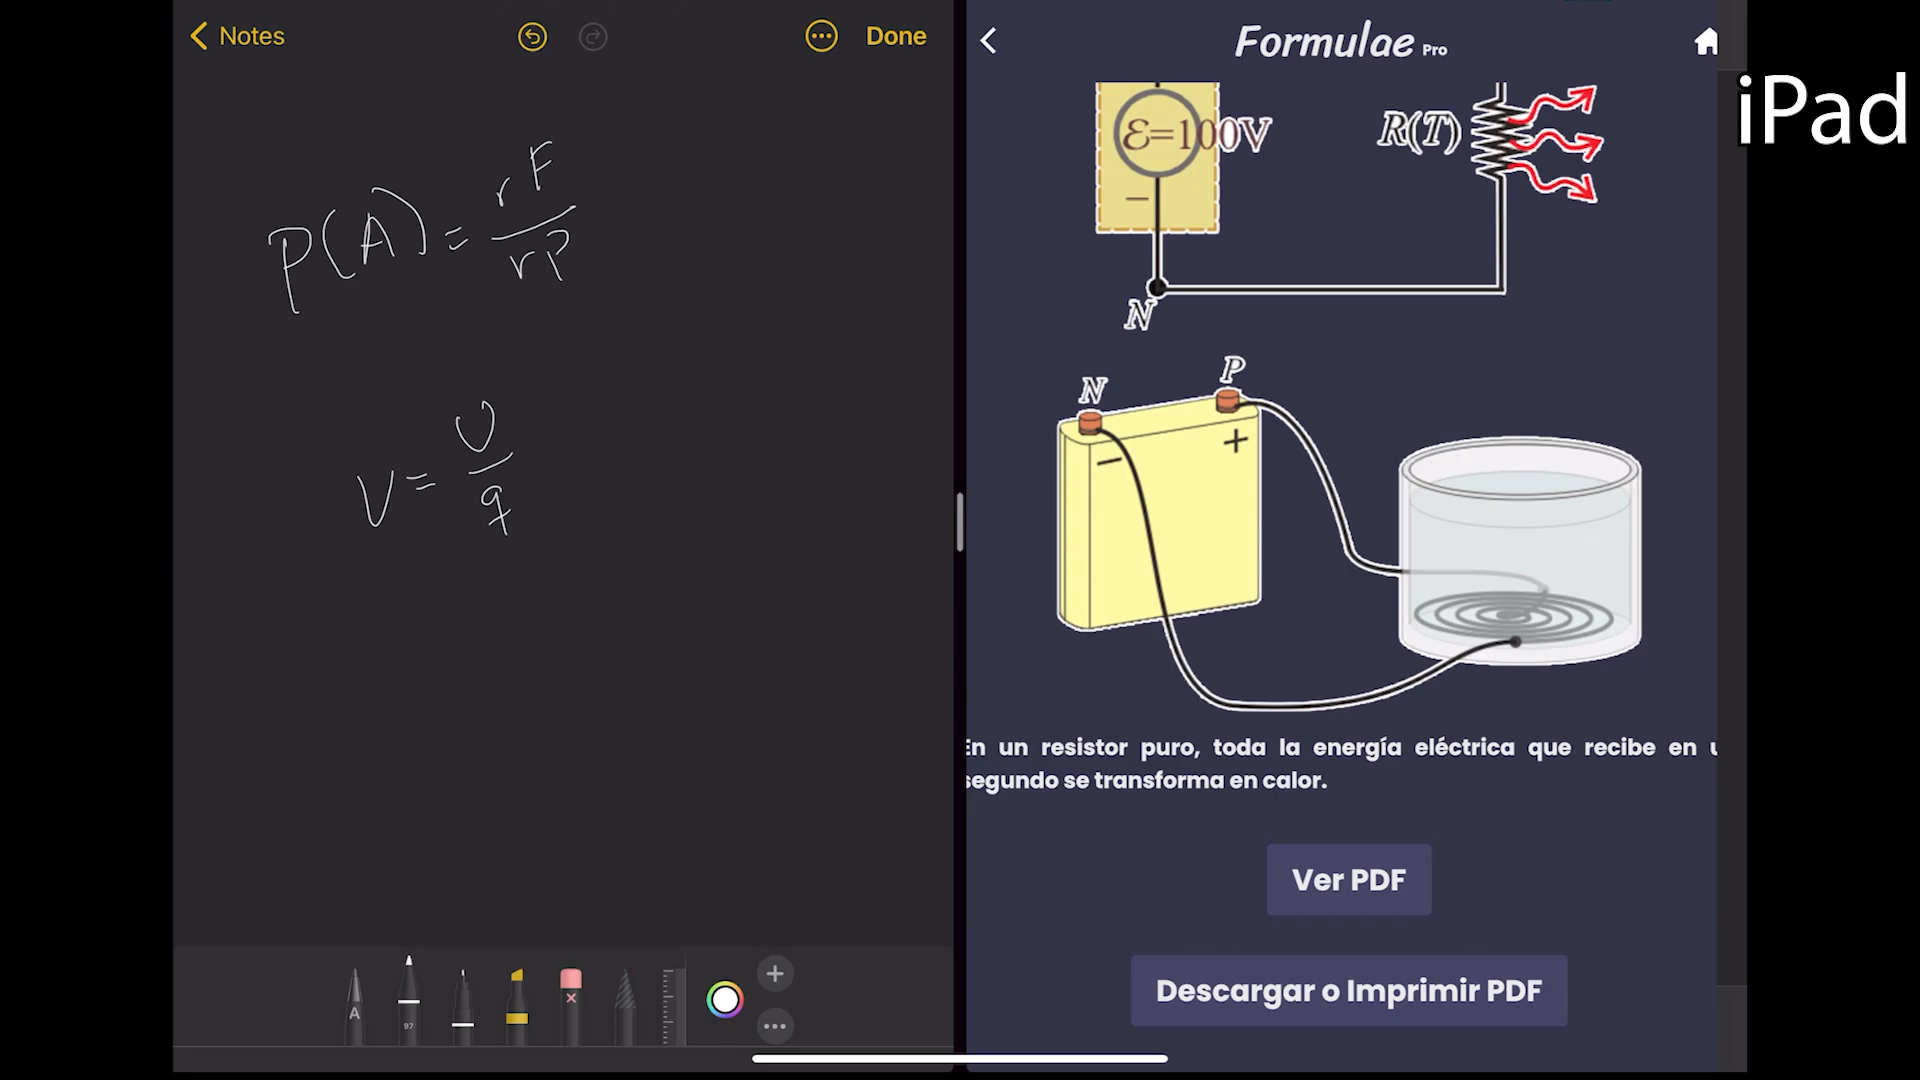 Notes
Done
P(A) = rF / rP
V = U / q
A
97
Formulae Pro
ε=100V
R(T)
−
N
N
P
+
−
En un resistor puro, toda la energía eléctrica que recibe en u
segundo se transforma en calor.
Ver PDF
Descargar o Imprimir PDF
iPad